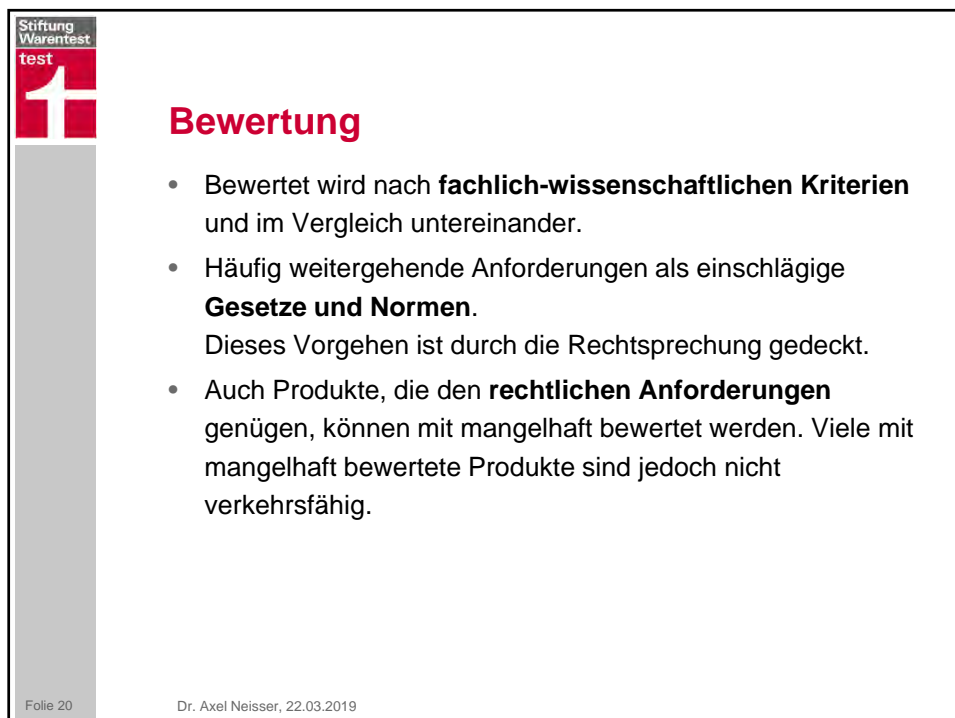 Stiftung
Warentest
test
Bewertung
• Bewertet wird nach fachlich-wissenschaftlichen Kriterien
und im Vergleich untereinander.
• Häufig weitergehende Anforderungen als einschlägige
Gesetze und Normen.
Dieses Vorgehen ist durch die Rechtsprechung gedeckt.
• Auch Produkte, die den rechtlichen Anforderungen
genügen, können mit mangelhaft bewertet werden. Viele mit
mangelhaft bewertete Produkte sind jedoch nicht
verkehrsfähig.
Folie 20
Dr. Axel Neisser, 22.03.2019